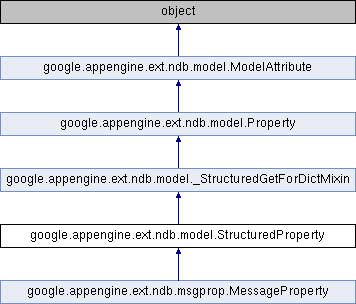 object
google.appengine.ext.ndb.model.ModelAttribute
google.appengine.ext.ndb.model.Property
google.appengine.ext.ndb.model._StructuredGetForDictMixin
google.appengine.ext.ndb.model.StructuredProperty
google.appengine.ext.ndb.msgprop.MessageProperty